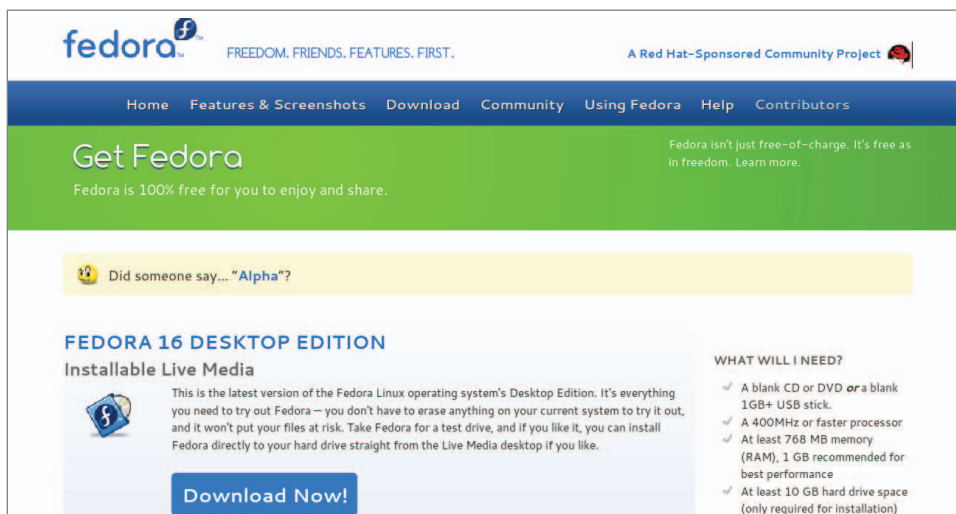 fedora™
FREEDOM. FRIENDS. FEATURES. FIRST.
A Red Hat-Sponsored Community Project
Home Features & Screenshots Download Community Using Fedora Help Contributors
Get Fedora
Fedora is 100% free for you to enjoy and share.
Fedora isn't just free-of-charge. It's free as
in freedom. Learn more.
Did someone say... "Alpha"?
FEDORA 16 DESKTOP EDITION
Installable Live Media
This is the latest version of the Fedora Linux operating system's Desktop Edition. It's everything
you need to try out Fedora — you don't have to erase anything on your current system to try it out,
and it won't put your files at risk. Take Fedora for a test drive, and if you like it, you can install
Fedora directly to your hard drive straight from the Live Media desktop if you like.
Download Now!
WHAT WILL I NEED?
A blank CD or DVD or a blank
1GB+ USB stick.
A 400MHz or faster processor
At least 768 MB memory
(RAM), 1 GB recommended for
best performance
At least 10 GB hard drive space
(only required for installation)